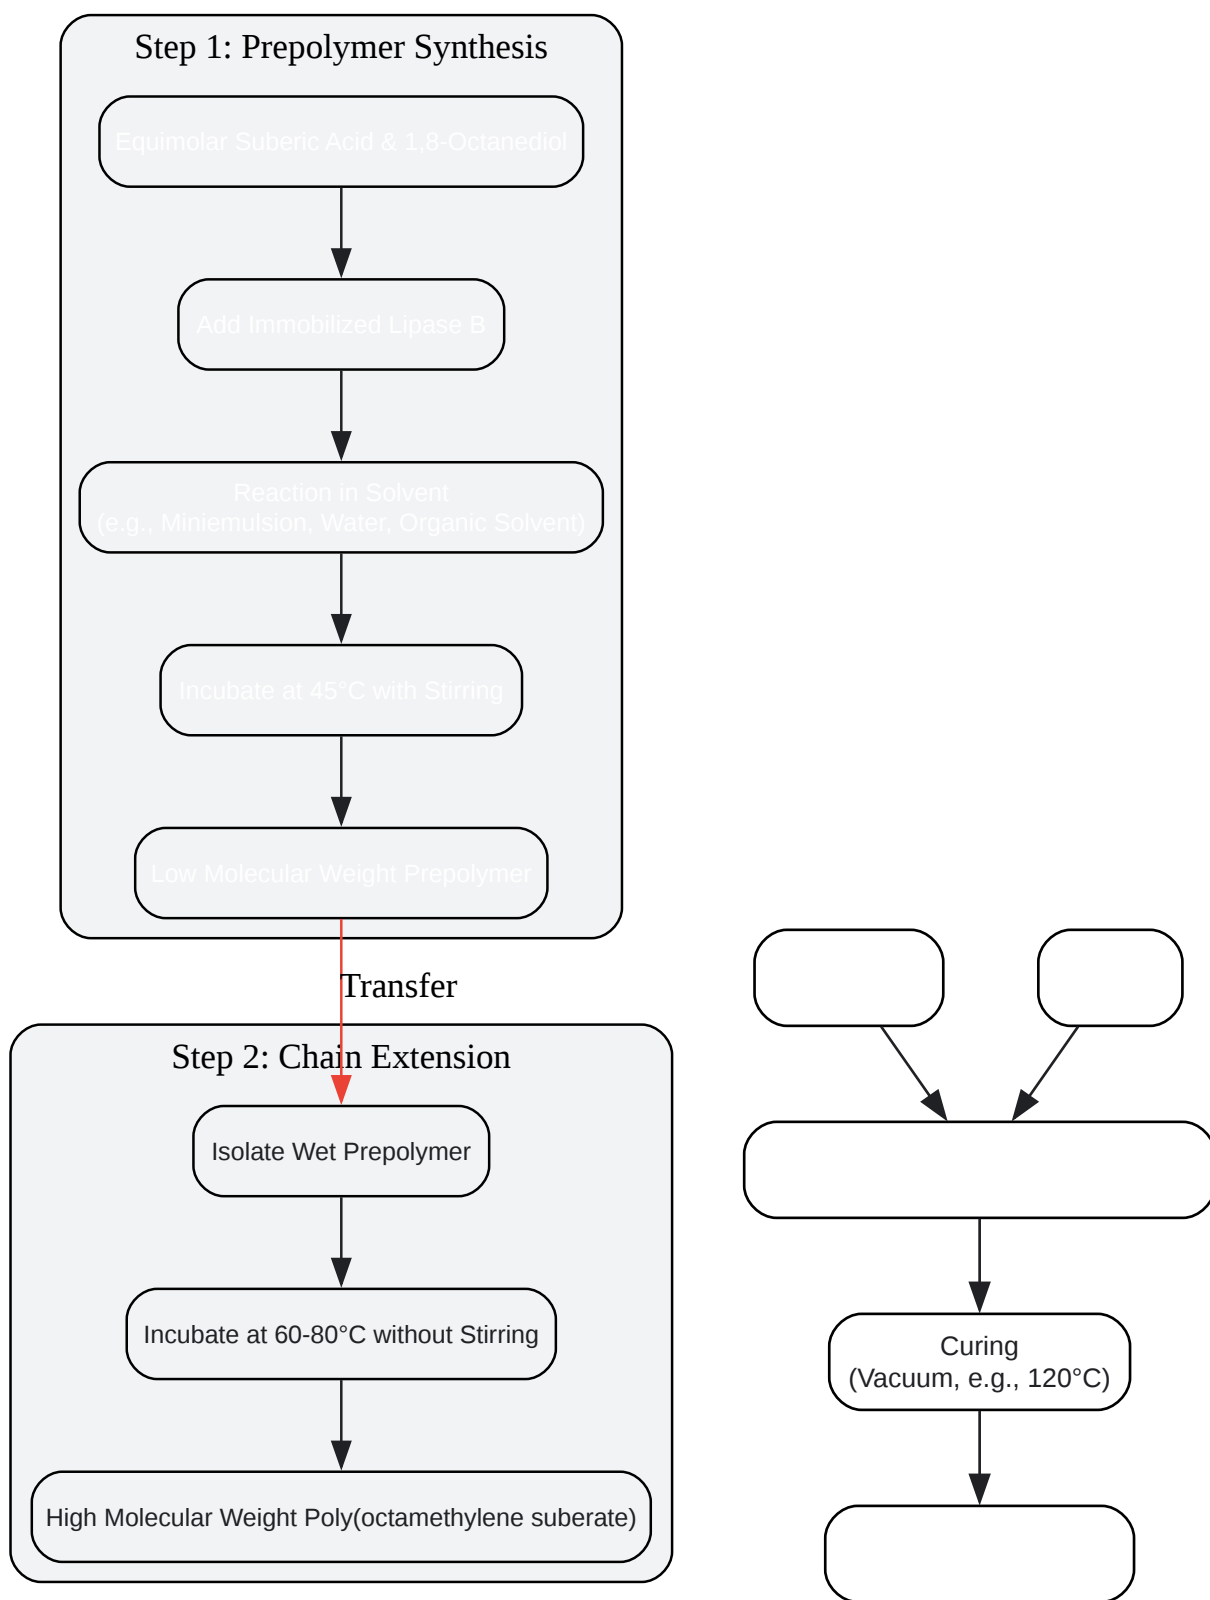 Step 1: Prepolymer Synthesis
Equimolar Suberic Acid & 1,8-Octanediol
Add Immobilized Lipase B
Reaction in Solvent
(e.g., Miniemulsion, Water, Organic Solvent)
Incubate at 45°C with Stirring
Low Molecular Weight Prepolymer
Transfer
Step 2: Chain Extension
Isolate Wet Prepolymer
Incubate at 60-80°C without Stirring
High Molecular Weight Poly(octamethylene suberate)
Curing
(Vacuum, e.g., 120°C)